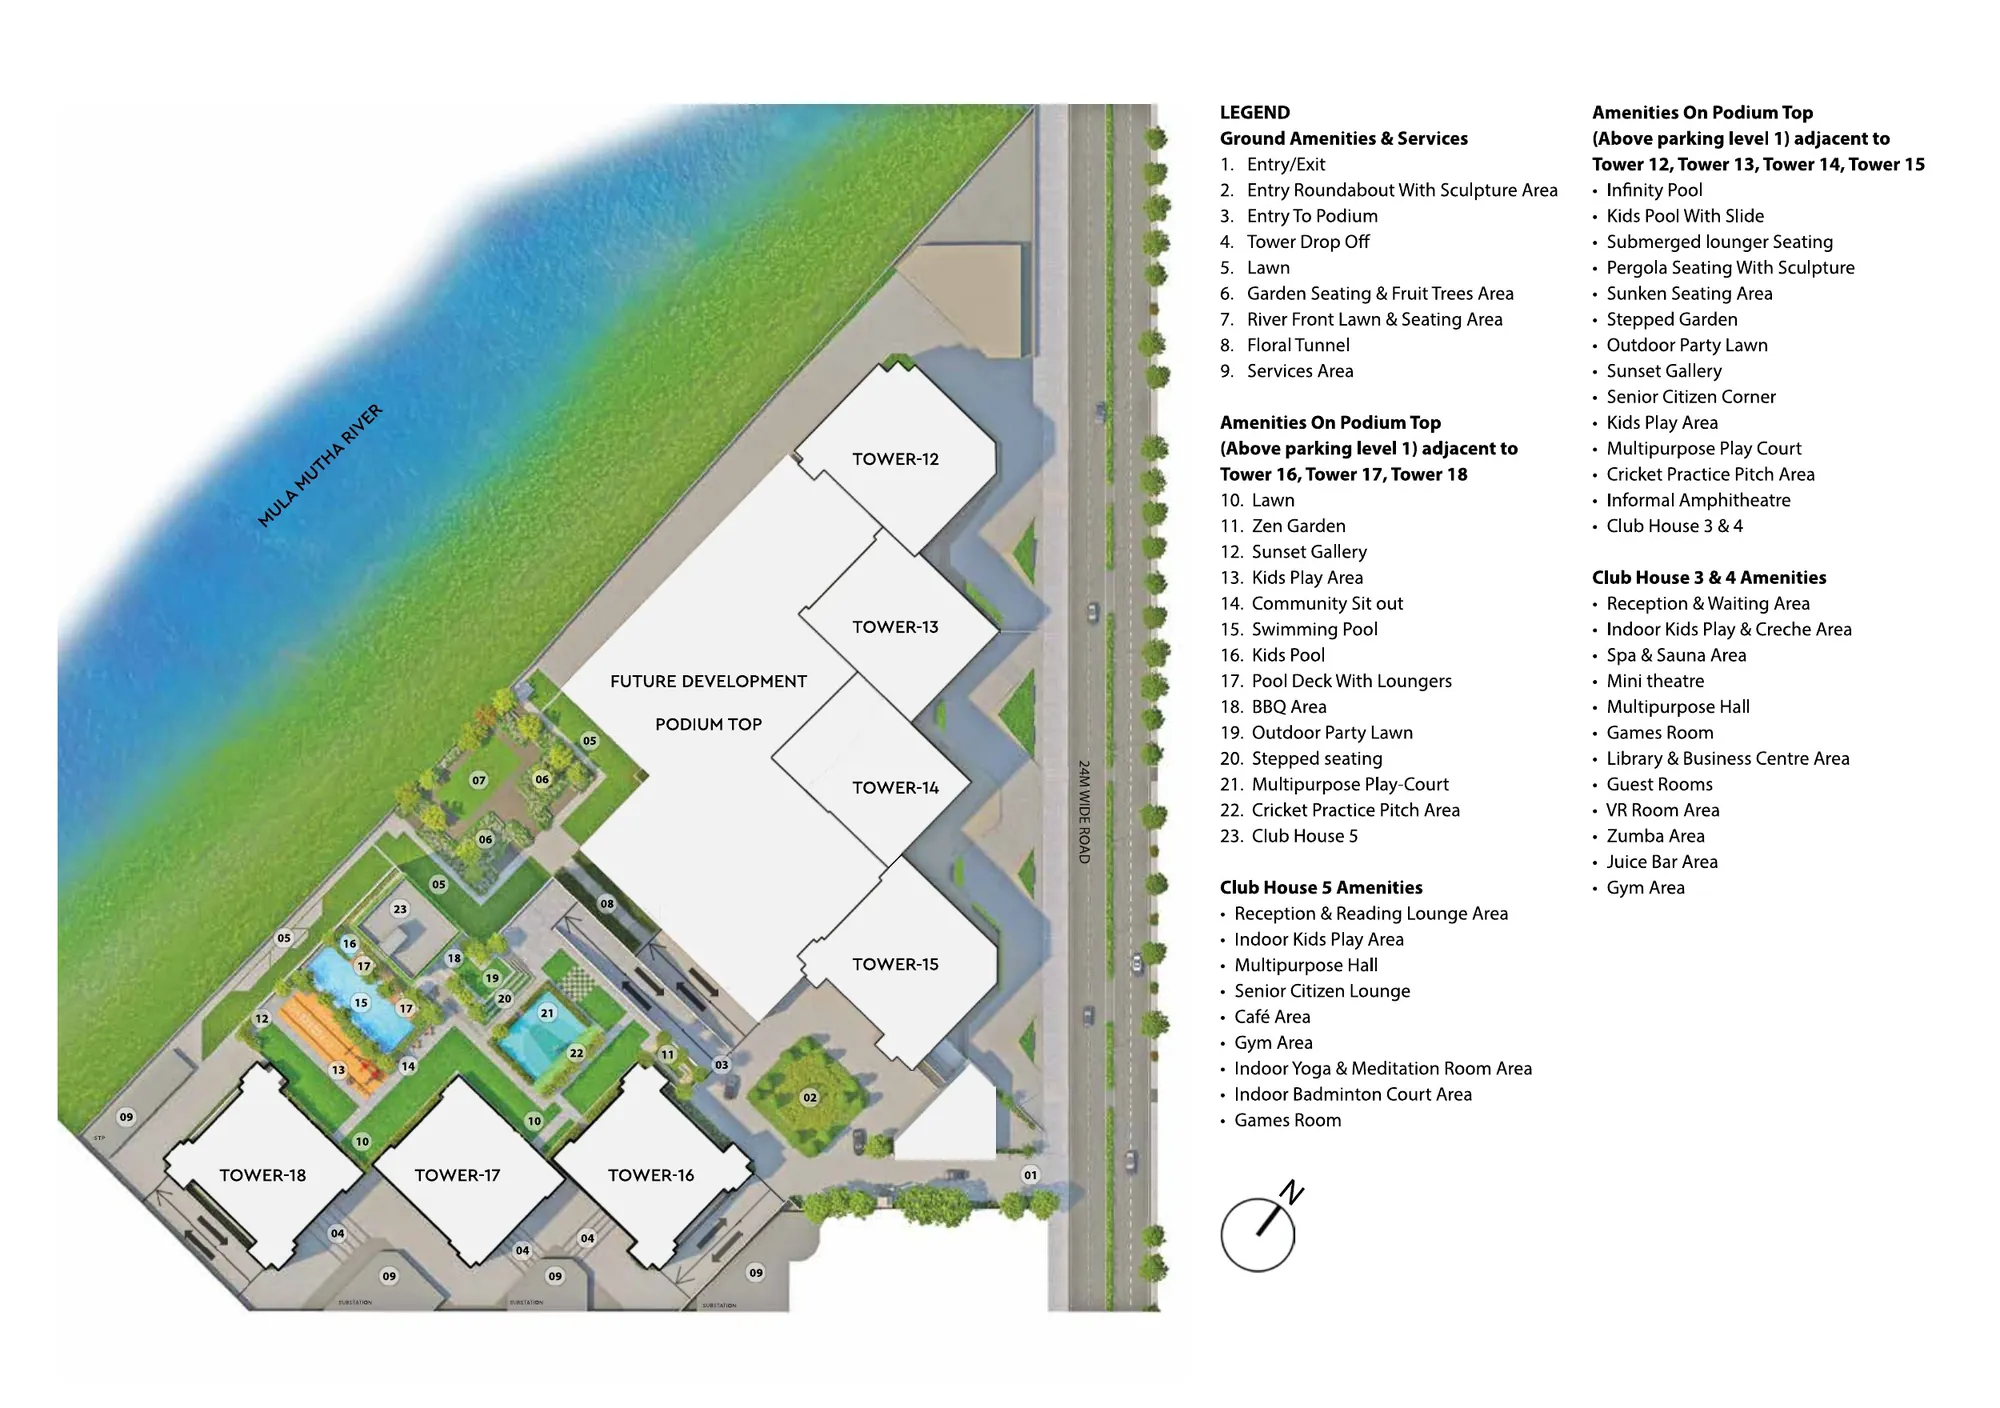 MULA MUTHA RIVER
TOWER-12
TOWER-13
FUTURE DEVELOPMENT
PODIUM TOP
TOWER-14
24M WIDE ROAD
TOWER-15
05
07
06
06
05
23
08
05
16
18
17
19
15
20
17
12
21
22
11
14
03
13
02
09
10
10
STP
TOWER-18
TOWER-17
TOWER-16
01
04
04
04
09
09
09
SUBSTATION
SUBSTATION
SUBSTATION
LEGEND
Ground Amenities & Services
1. Entry/Exit
2. Entry Roundabout With Sculpture Area
3. Entry To Podium
4. Tower Drop Off
5. Lawn
6. Garden Seating & Fruit Trees Area
7. River Front Lawn & Seating Area
8. Floral Tunnel
9. Services Area
Amenities On Podium Top
(Above parking level 1) adjacent to
Tower 16, Tower 17, Tower 18
10. Lawn
11. Zen Garden
12. Sunset Gallery
13. Kids Play Area
14. Community Sit out
15. Swimming Pool
16. Kids Pool
17. Pool Deck With Loungers
18. BBQ Area
19. Outdoor Party Lawn
20. Stepped seating
21. Multipurpose Play-Court
22. Cricket Practice Pitch Area
23. Club House 5
Club House 5 Amenities
• Reception & Reading Lounge Area
• Indoor Kids Play Area
• Multipurpose Hall
• Senior Citizen Lounge
• Café Area
• Gym Area
• Indoor Yoga & Meditation Room Area
• Indoor Badminton Court Area
• Games Room
N
Amenities On Podium Top
(Above parking level 1) adjacent to
Tower 12, Tower 13, Tower 14, Tower 15
• Infinity Pool
• Kids Pool With Slide
• Submerged lounger Seating
• Pergola Seating With Sculpture
• Sunken Seating Area
• Stepped Garden
• Outdoor Party Lawn
• Sunset Gallery
• Senior Citizen Corner
• Kids Play Area
• Multipurpose Play Court
• Cricket Practice Pitch Area
• Informal Amphitheatre
• Club House 3 & 4
Club House 3 & 4 Amenities
• Reception & Waiting Area
• Indoor Kids Play & Creche Area
• Spa & Sauna Area
• Mini theatre
• Multipurpose Hall
• Games Room
• Library & Business Centre Area
• Guest Rooms
• VR Room Area
• Zumba Area
• Juice Bar Area
• Gym Area